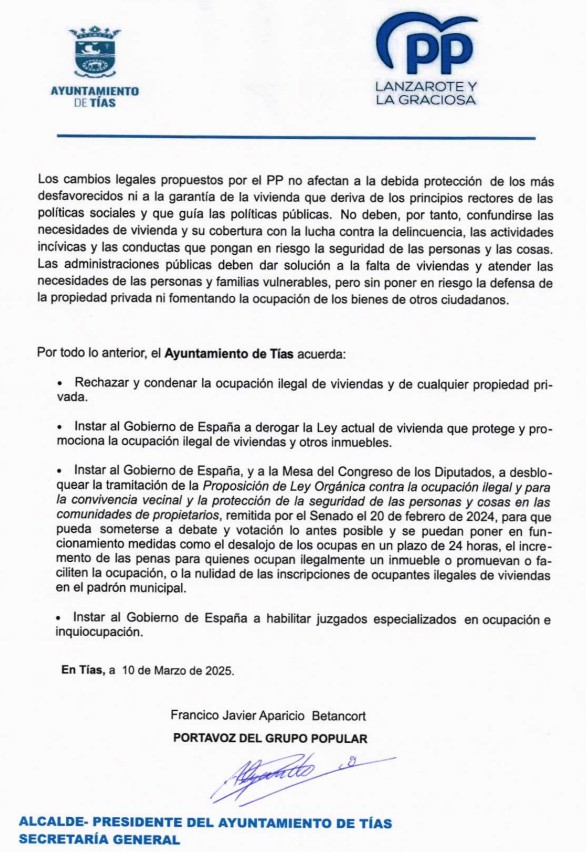 AYUNTAMIENTO
DE TÍAS
PP
LANZAROTE Y
LA GRACIOSA
Los cambios legales propuestos por el PP no afectan a la debida protección de los más
desfavorecidos ni a la garantía de la vivienda que deriva de los principios rectores de las
políticas sociales y que guía las políticas públicas. No deben, por tanto, confundirse las
necesidades de vivienda y su cobertura con la lucha contra la delincuencia, las actividades
incívicas y las conductas que pongan en riesgo la seguridad de las personas y las cosas.
Las administraciones públicas deben dar solución a la falta de viviendas y atender las
necesidades de las personas y familias vulnerables, pero sin poner en riesgo la defensa de
la propiedad privada ni fomentando la ocupación de los bienes de otros ciudadanos.
Por todo lo anterior, el Ayuntamiento de Tías acuerda:
• Rechazar y condenar la ocupación ilegal de viviendas y de cualquier propiedad pri-
vada.
• Instar al Gobierno de España a derogar la Ley actual de vivienda que protege y pro-
mociona la ocupación ilegal de viviendas y otros inmuebles.
• Instar al Gobierno de España, y a la Mesa del Congreso de los Diputados, a desblo-
quear la tramitación de la Proposición de Ley Orgánica contra la ocupación ilegal y para
la convivencia vecinal y la protección de la seguridad de las personas y cosas en las
comunidades de propietarios, remitida por el Senado el 20 de febrero de 2024, para que
pueda someterse a debate y votación lo antes posible y se puedan poner en fun-
cionamiento medidas como el desalojo de los ocupas en un plazo de 24 horas, el incre-
mento de las penas para quienes ocupan ilegalmente un inmueble o promuevan o fa-
ciliten la ocupación, o la nulidad de las inscripciones de ocupantes ilegales de viviendas
en el padrón municipal.
• Instar al Gobierno de España a habilitar juzgados especializados en ocupación e
inquiocupación.
En Tías, a 10 de Marzo de 2025.
Francico Javier Aparicio Betancort
PORTAVOZ DEL GRUPO POPULAR
ALCALDE- PRESIDENTE DEL AYUNTAMIENTO DE TÍAS
SECRETARÍA GENERAL